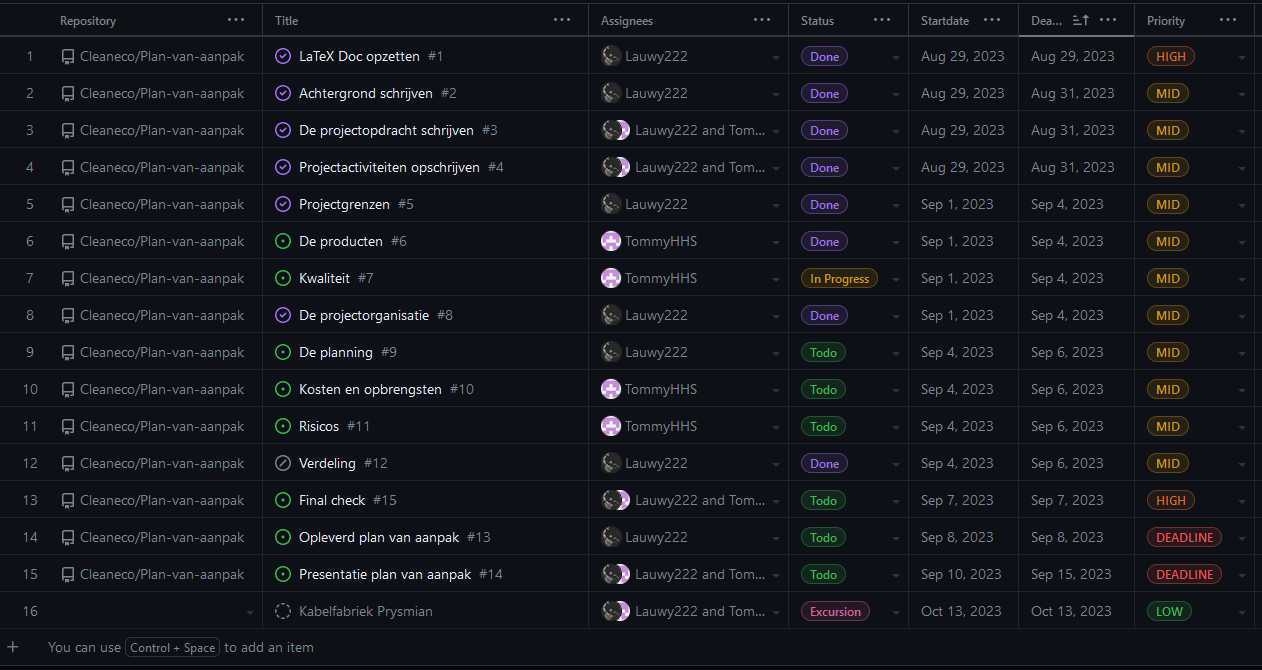 Repository ... Title ... Assignees ... Status ... Startdate ... Dea... ... Priority ...
1 Cleaneco/Plan-van-aanpak LaTeX Doc opzetten #1 Lauwy222 Done Aug 29, 2023 Aug 29, 2023 HIGH
2 Cleaneco/Plan-van-aanpak Achtergrond schrijven #2 Lauwy222 Done Aug 29, 2023 Aug 31, 2023 MID
3 Cleaneco/Plan-van-aanpak De projectopdracht schrijven #3 Lauwy222 and Tom... Done Aug 29, 2023 Aug 31, 2023 MID
4 Cleaneco/Plan-van-aanpak Projectactiviteiten opschrijven #4 Lauwy222 and Tom... Done Aug 29, 2023 Aug 31, 2023 MID
5 Cleaneco/Plan-van-aanpak Projectgrenzen #5 Lauwy222 Done Sep 1, 2023 Sep 4, 2023 MID
6 Cleaneco/Plan-van-aanpak De producten #6 TommyHHS Done Sep 1, 2023 Sep 4, 2023 MID
7 Cleaneco/Plan-van-aanpak Kwaliteit #7 TommyHHS In Progress Sep 1, 2023 Sep 4, 2023 MID
8 Cleaneco/Plan-van-aanpak De projectorganisatie #8 Lauwy222 Done Sep 1, 2023 Sep 4, 2023 MID
9 Cleaneco/Plan-van-aanpak De planning #9 Lauwy222 Todo Sep 4, 2023 Sep 6, 2023 MID
10 Cleaneco/Plan-van-aanpak Kosten en opbrengsten #10 TommyHHS Todo Sep 4, 2023 Sep 6, 2023 MID
11 Cleaneco/Plan-van-aanpak Risicos #11 TommyHHS Todo Sep 4, 2023 Sep 6, 2023 MID
12 Cleaneco/Plan-van-aanpak Verdeling #12 Lauwy222 Done Sep 4, 2023 Sep 6, 2023 MID
13 Cleaneco/Plan-van-aanpak Final check #15 Lauwy222 and Tom... Todo Sep 7, 2023 Sep 7, 2023 HIGH
14 Cleaneco/Plan-van-aanpak Opleverd plan van aanpak #13 Lauwy222 Todo Sep 8, 2023 Sep 8, 2023 DEADLINE
15 Cleaneco/Plan-van-aanpak Presentatie plan van aanpak #14 Lauwy222 and Tom... Todo Sep 10, 2023 Sep 15, 2023 DEADLINE
16 Kabelfabriek Prysmian Lauwy222 and Tom... Excursion Oct 13, 2023 Oct 13, 2023 LOW
+ You can use Control + Space to add an item